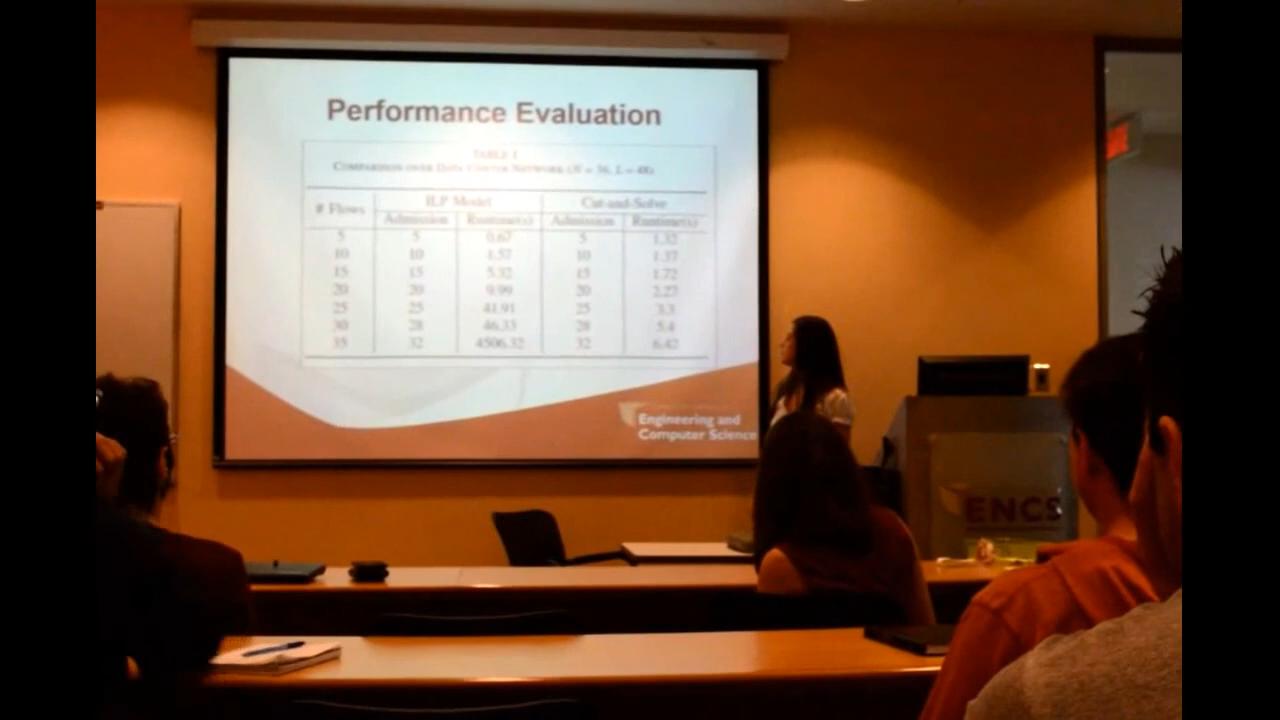 Performance Evaluation
TABLE I
COMPARISON OVER DATA CENTER NETWORK (N = 36, L = 48)
# Flows ILP Model Cut-and-Solve
Admission Runtime(s) Admission Runtime(s)
5 5 0.67 5 1.32
10 10 1.57 10 1.37
15 15 5.32 15 1.72
20 20 9.99 20 2.27
25 25 41.91 25 3.3
30 28 46.33 28 5.4
35 32 4506.32 32 6.42
Engineering and
Computer Science
ENCS